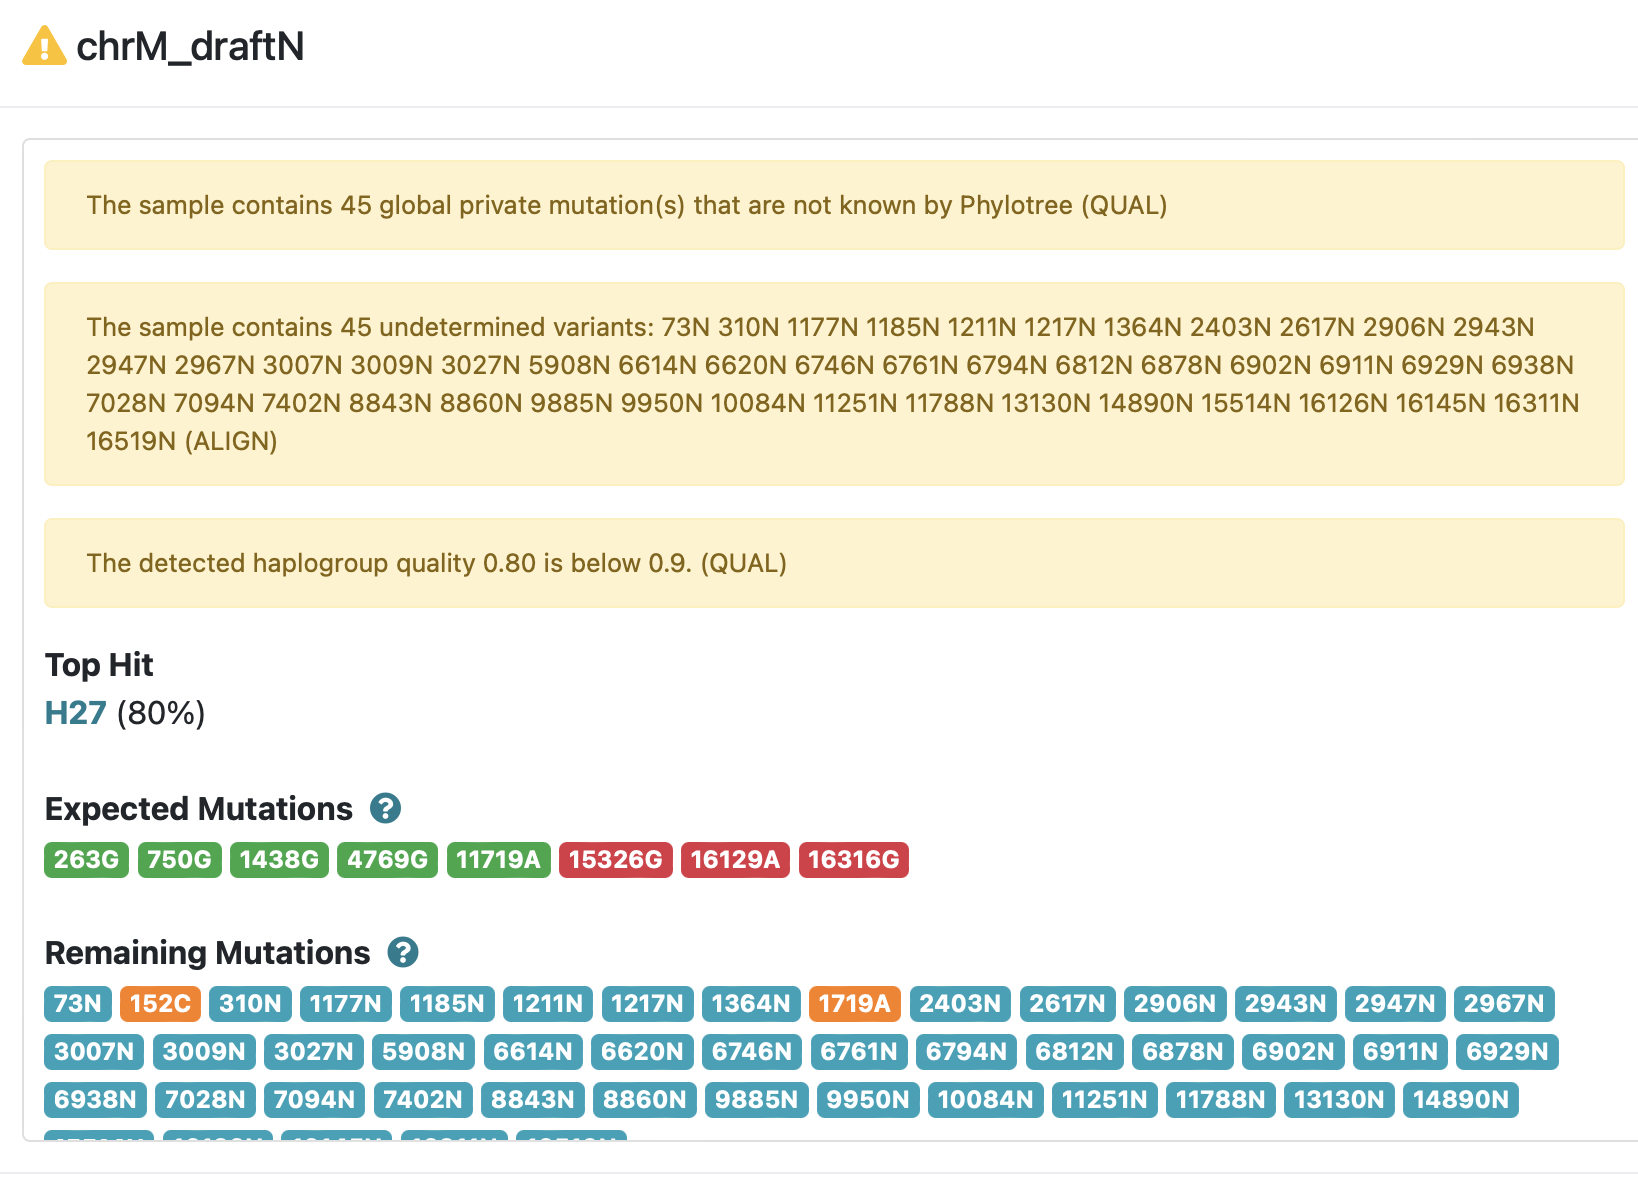 chrM_draftN
The sample contains 45 global private mutation(s) that are not known by Phylotree (QUAL)
The sample contains 45 undetermined variants: 73N 310N 1177N 1185N 1211N 1217N 1364N 2403N 2617N 2906N 2943N
2947N 2967N 3007N 3009N 3027N 5908N 6614N 6620N 6746N 6761N 6794N 6812N 6878N 6902N 6911N 6929N 6938N
7028N 7094N 7402N 8843N 8860N 9885N 9950N 10084N 11251N 11788N 13130N 14890N 15514N 16126N 16145N 16311N
16519N (ALIGN)
The detected haplogroup quality 0.80 is below 0.9. (QUAL)
Top Hit
H27 (80%)
Expected Mutations ?
263G 750G 1438G 4769G 11719A 15326G 16129A 16316G
Remaining Mutations ?
73N 152C 310N 1177N 1185N 1211N 1217N 1364N 1719A 2403N 2617N 2906N 2943N 2947N 2967N
3007N 3009N 3027N 5908N 6614N 6620N 6746N 6761N 6794N 6812N 6878N 6902N 6911N 6929N
6938N 7028N 7094N 7402N 8843N 8860N 9885N 9950N 10084N 11251N 11788N 13130N 14890N